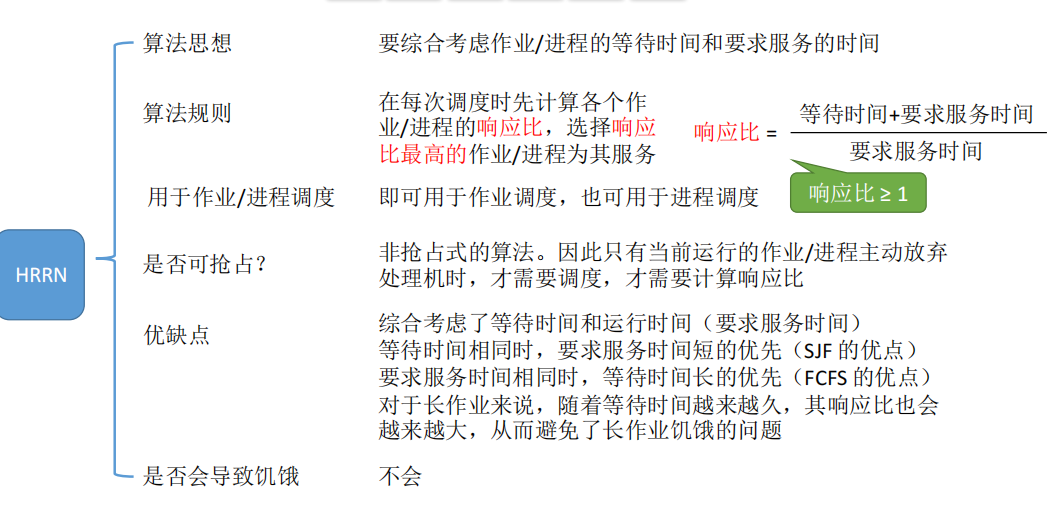 HRRN
算法思想
要综合考虑作业/进程的等待时间和要求服务的时间
算法规则
在每次调度时先计算各个作
业/进程的响应比，选择响应
比最高的作业/进程为其服务
响应比 =
等待时间+要求服务时间
要求服务时间
响应比 ≥ 1
用于作业/进程调度
即可用于作业调度，也可用于进程调度
是否可抢占？
非抢占式的算法。因此只有当前运行的作业/进程主动放弃
处理机时，才需要调度，才需要计算响应比
优缺点
综合考虑了等待时间和运行时间（要求服务时间）
等待时间相同时，要求服务时间短的优先（SJF 的优点）
要求服务时间相同时，等待时间长的优先（FCFS 的优点）
对于长作业来说，随着等待时间越来越久，其响应比也会
越来越大，从而避免了长作业饥饿的问题
是否会导致饥饿
不会